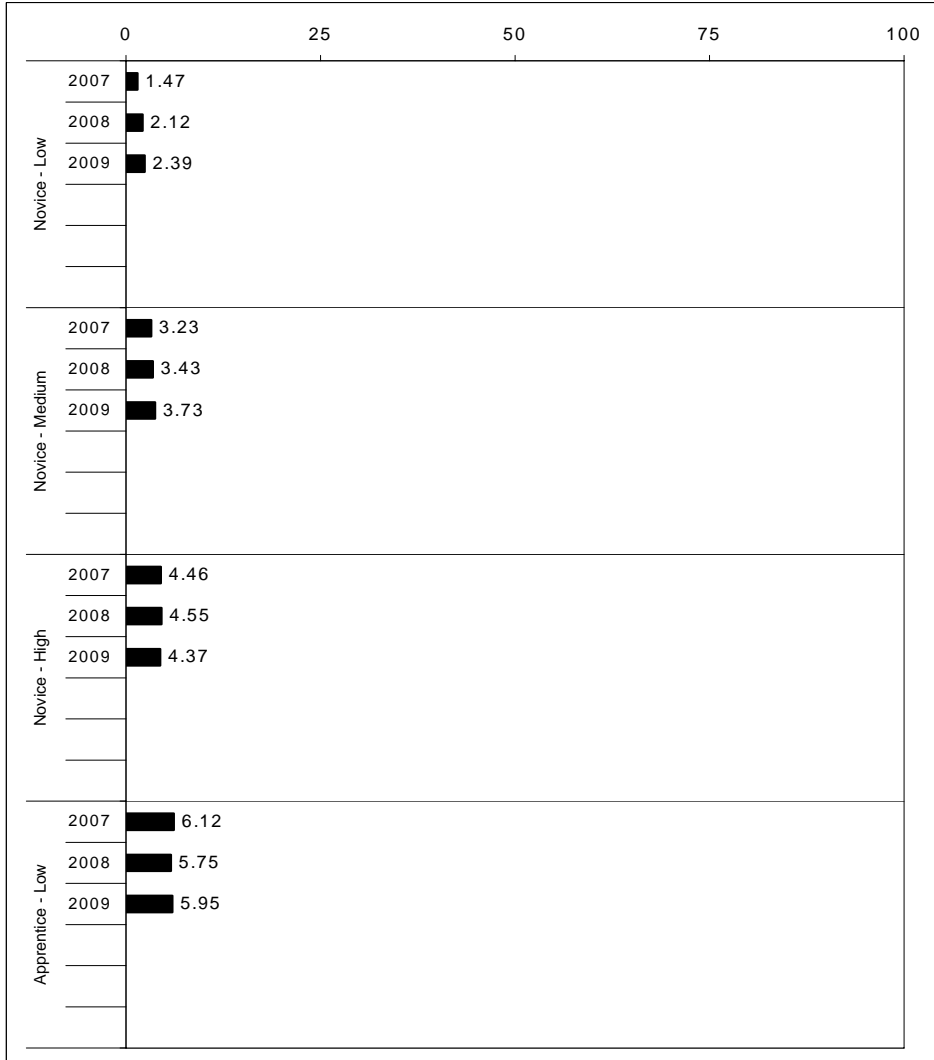 0 25 50 75 100
Novice - Low
2007 1.47
2008 2.12
2009 2.39
Novice - Medium
2007 3.23
2008 3.43
2009 3.73
Novice - High
2007 4.46
2008 4.55
2009 4.37
Apprentice - Low
2007 6.12
2008 5.75
2009 5.95